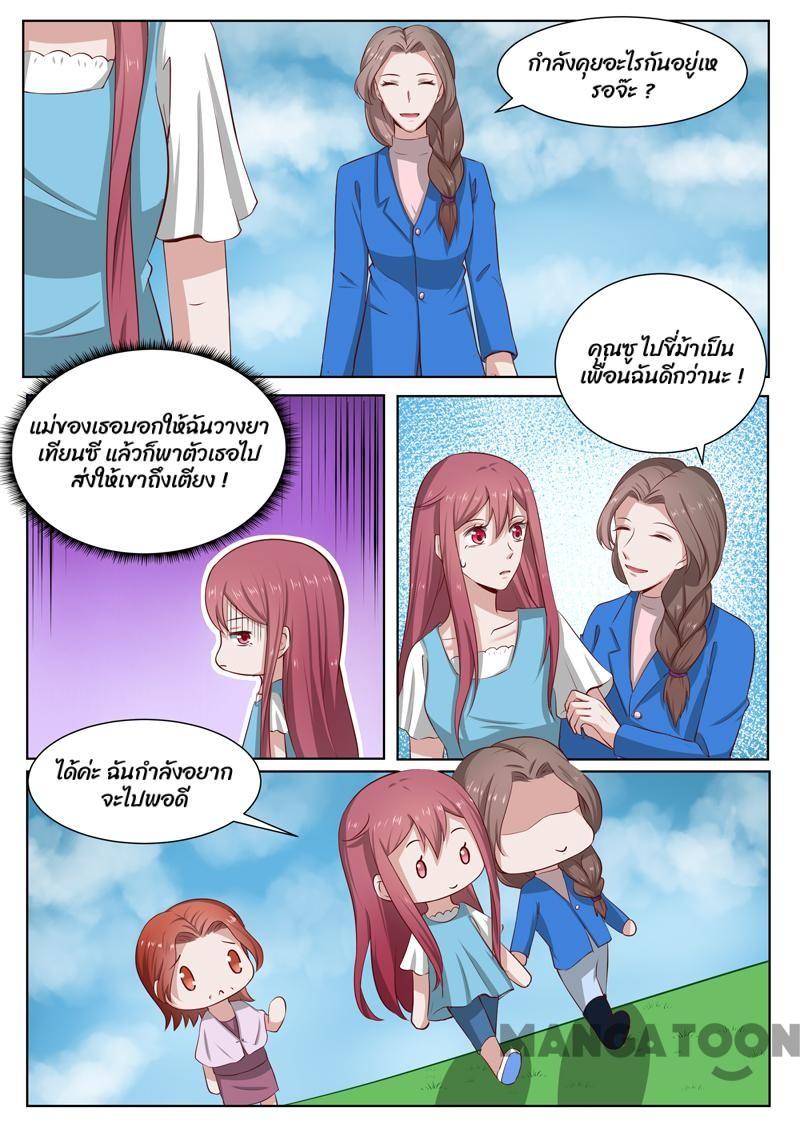 กำลังคุยอะไรกันอยู่เห
รอจ๊ะ ?
คุณซู ไปขี่ม้าเป็น
เพื่อนฉันดีกว่านะ !
แม่ของเธอบอกให้ฉันวางยา
เทียนซี แล้วก็พาตัวเธอไป
ส่งให้เขาถึงเตียง !
ได้ค่ะ ฉันกำลังอยาก
จะไปพอดี
MANGATOON